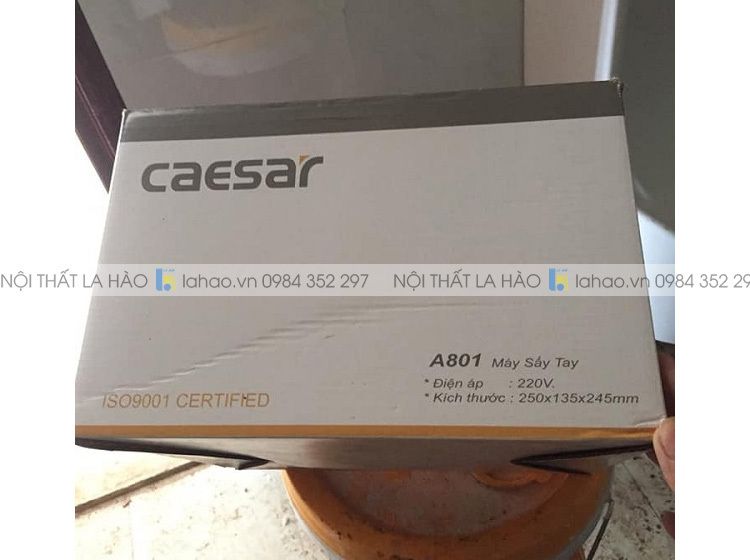 caesar
NỘI THẤT LA HÀO lahao.vn 0984 352 297 NỘI THẤT LA HÀO lahao.vn 0984 352 29
A801 Máy Sấy Tay
* Điện áp : 220V.
* Kích thước : 250x135x245mm
ISO9001 CERTIFIED